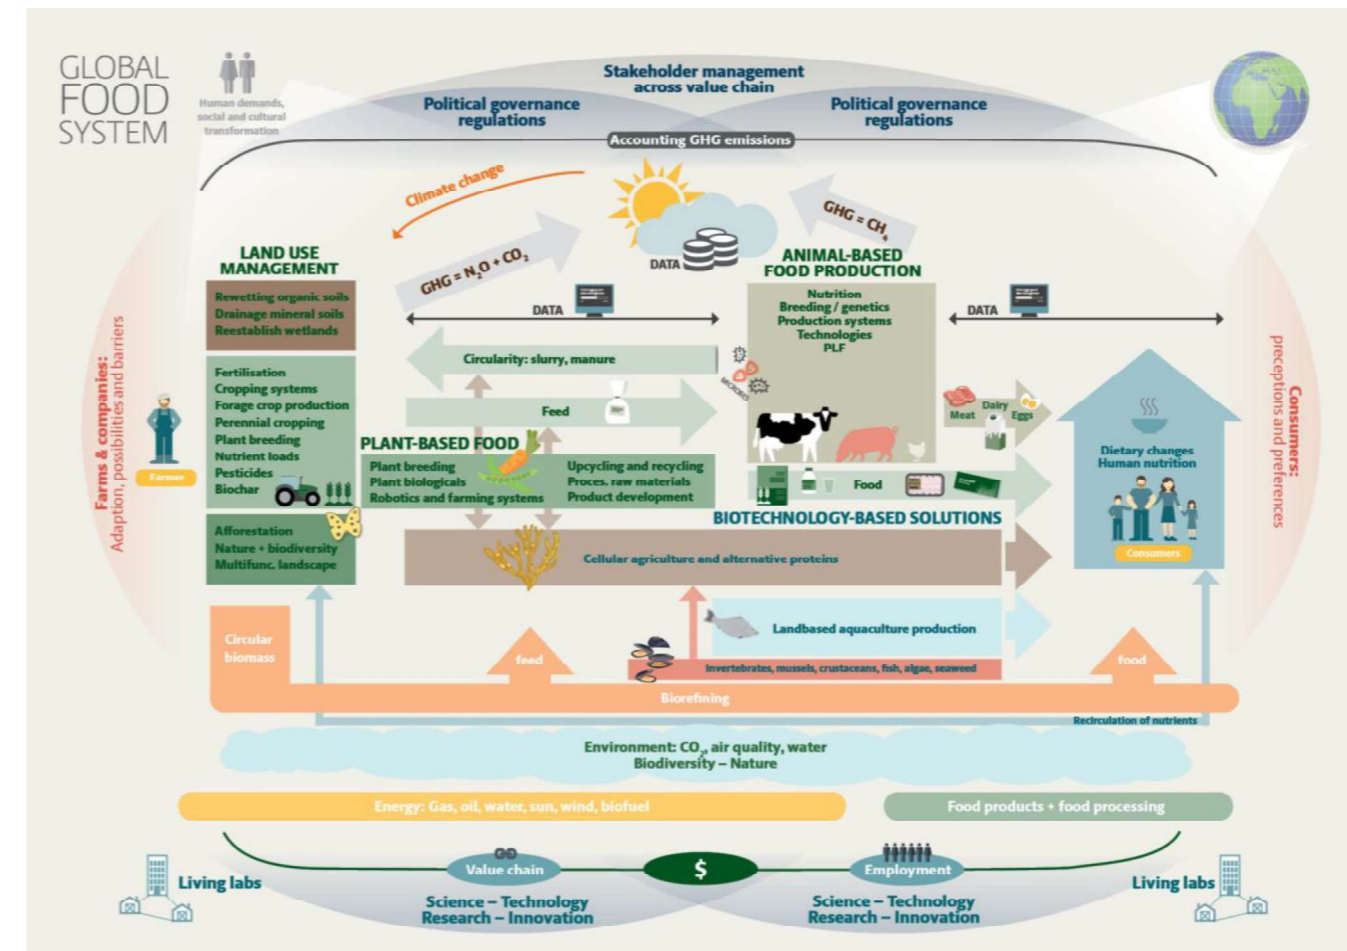 GLOBAL
FOOD
SYSTEM
Human demands,
social and cultural
transformation
Stakeholder management
across value chain
Political governance
regulations
Political governance
regulations
Accounting GHG emissions
Climate change
GHG = N2O + CO2
GHG = CH4
DATA
LAND USE
MANAGEMENT
Rewetting organic soils
Drainage mineral soils
Reestablish wetlands
Fertilisation
Cropping systems
Forage crop production
Perennial cropping
Plant breeding
Nutrient loads
Pesticides
Biochar
Afforestation
Nature + biodiversity
Multifunc. landscape
Farms & companies:
Adaption, possibilities and barriers
Farmer
DATA
Circularity: slurry, manure
Feed
MICROBES
PLANT-BASED FOOD
Plant breeding
Plant biologicals
Robotics and farming systems
Upcycling and recycling
Proces. raw materials
Product development
ANIMAL-BASED
FOOD PRODUCTION
Nutrition
Breeding / genetics
Production systems
Technologies
PLF
DATA
Meat
Dairy
Eggs
Food
Dietary changes
Human nutrition
Consumers
Consumers:
preceptions and preferences
BIOTECHNOLOGY-BASED SOLUTIONS
Cellular agriculture and alternative proteins
Landbased aquaculture production
Invertebrates, mussels, crustaceans, fish, algae, seaweed
Circular
biomass
feed
food
Biorefining
Recirculation of nutrients
Environment: CO2, air quality, water
Biodiversity – Nature
Energy: Gas, oil, water, sun, wind, biofuel
Food products + food processing
Living labs
Value chain
$
Employment
Living labs
Science – Technology
Research – Innovation
Science – Technology
Research – Innovation